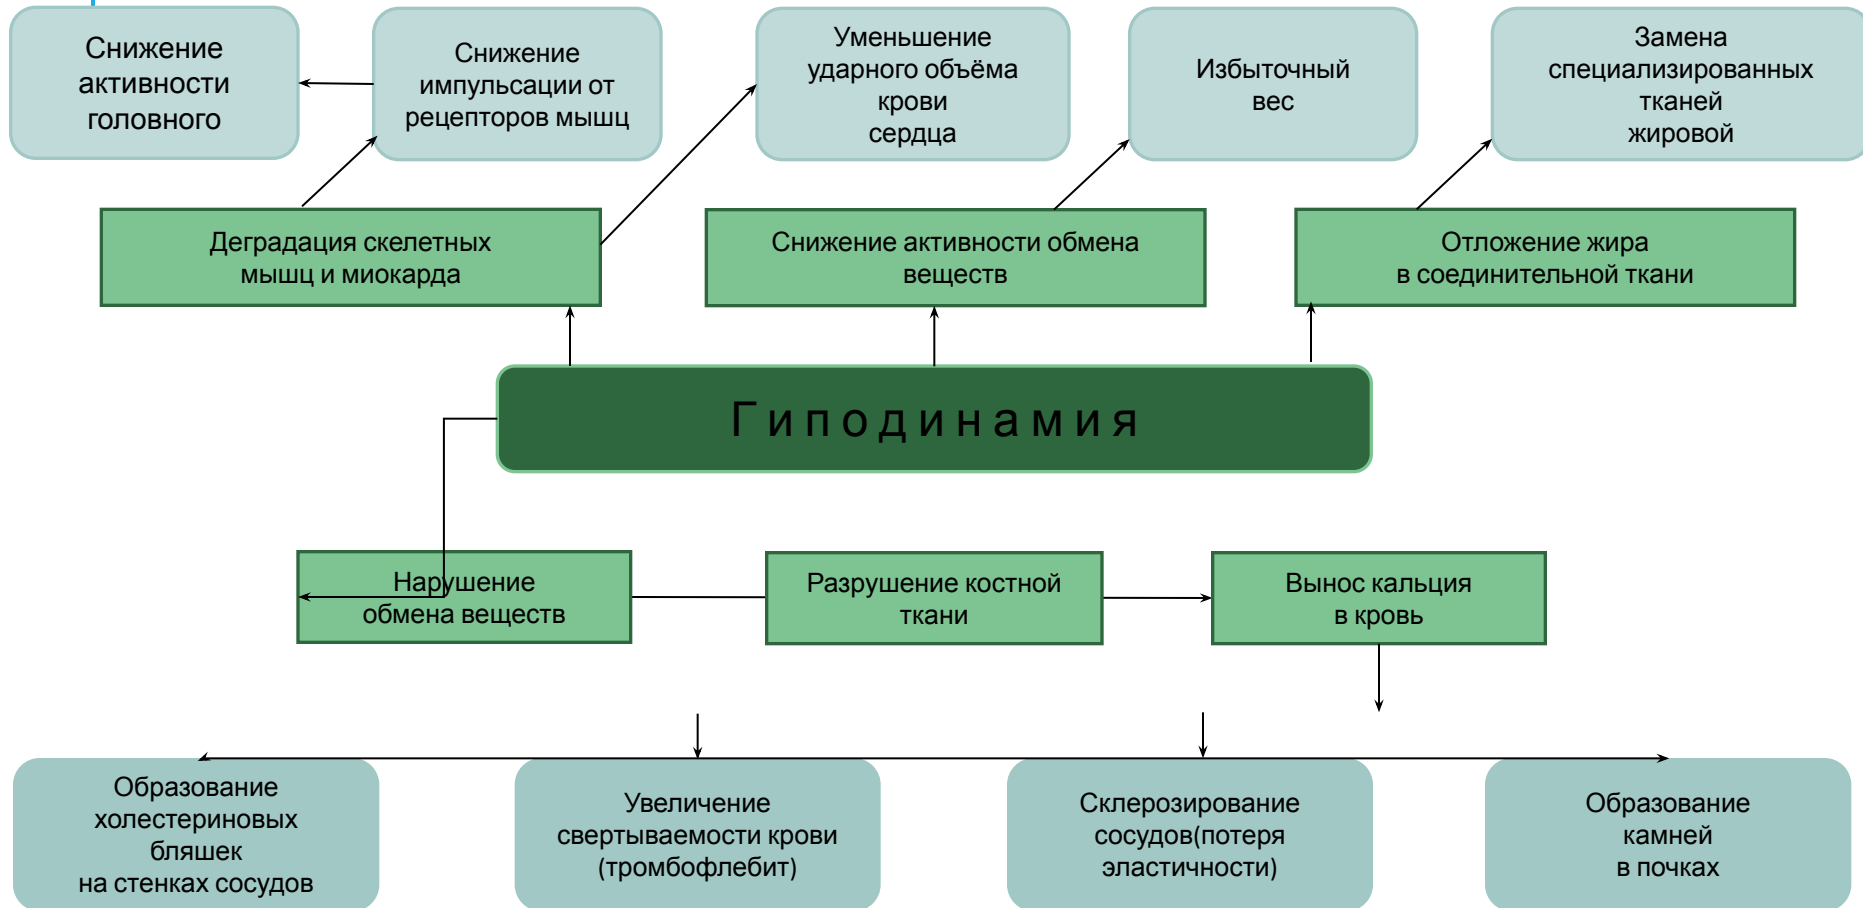 Снижение
активности
головного
Снижение
импульсации от
рецепторов мышц
Уменьшение
ударного объёма
крови
сердца
Избыточный
вес
Замена
специализированных
тканей
жировой
Деградация скелетных
мышц и миокарда
Снижение активности обмена
веществ
Отложение жира
в соединительной ткани
Гиподинамия
Нарушение
обмена веществ
Разрушение костной
ткани
Вынос кальция
в кровь
Образование
холестериновых
бляшек
на стенках сосудов
Увеличение
свертываемости крови
(тромбофлебит)
Склерозирование
сосудов(потеря
эластичности)
Образование
камней
в почках